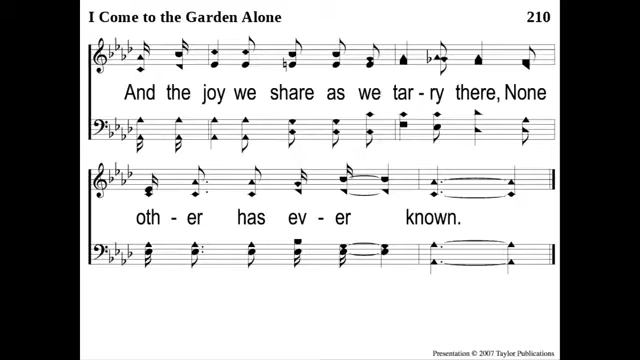 I Come to the Garden Alone 210
And the joy we share as we tar-ry there, None
oth - er has ev - er known.
Presentation © 2007 Taylor Publications